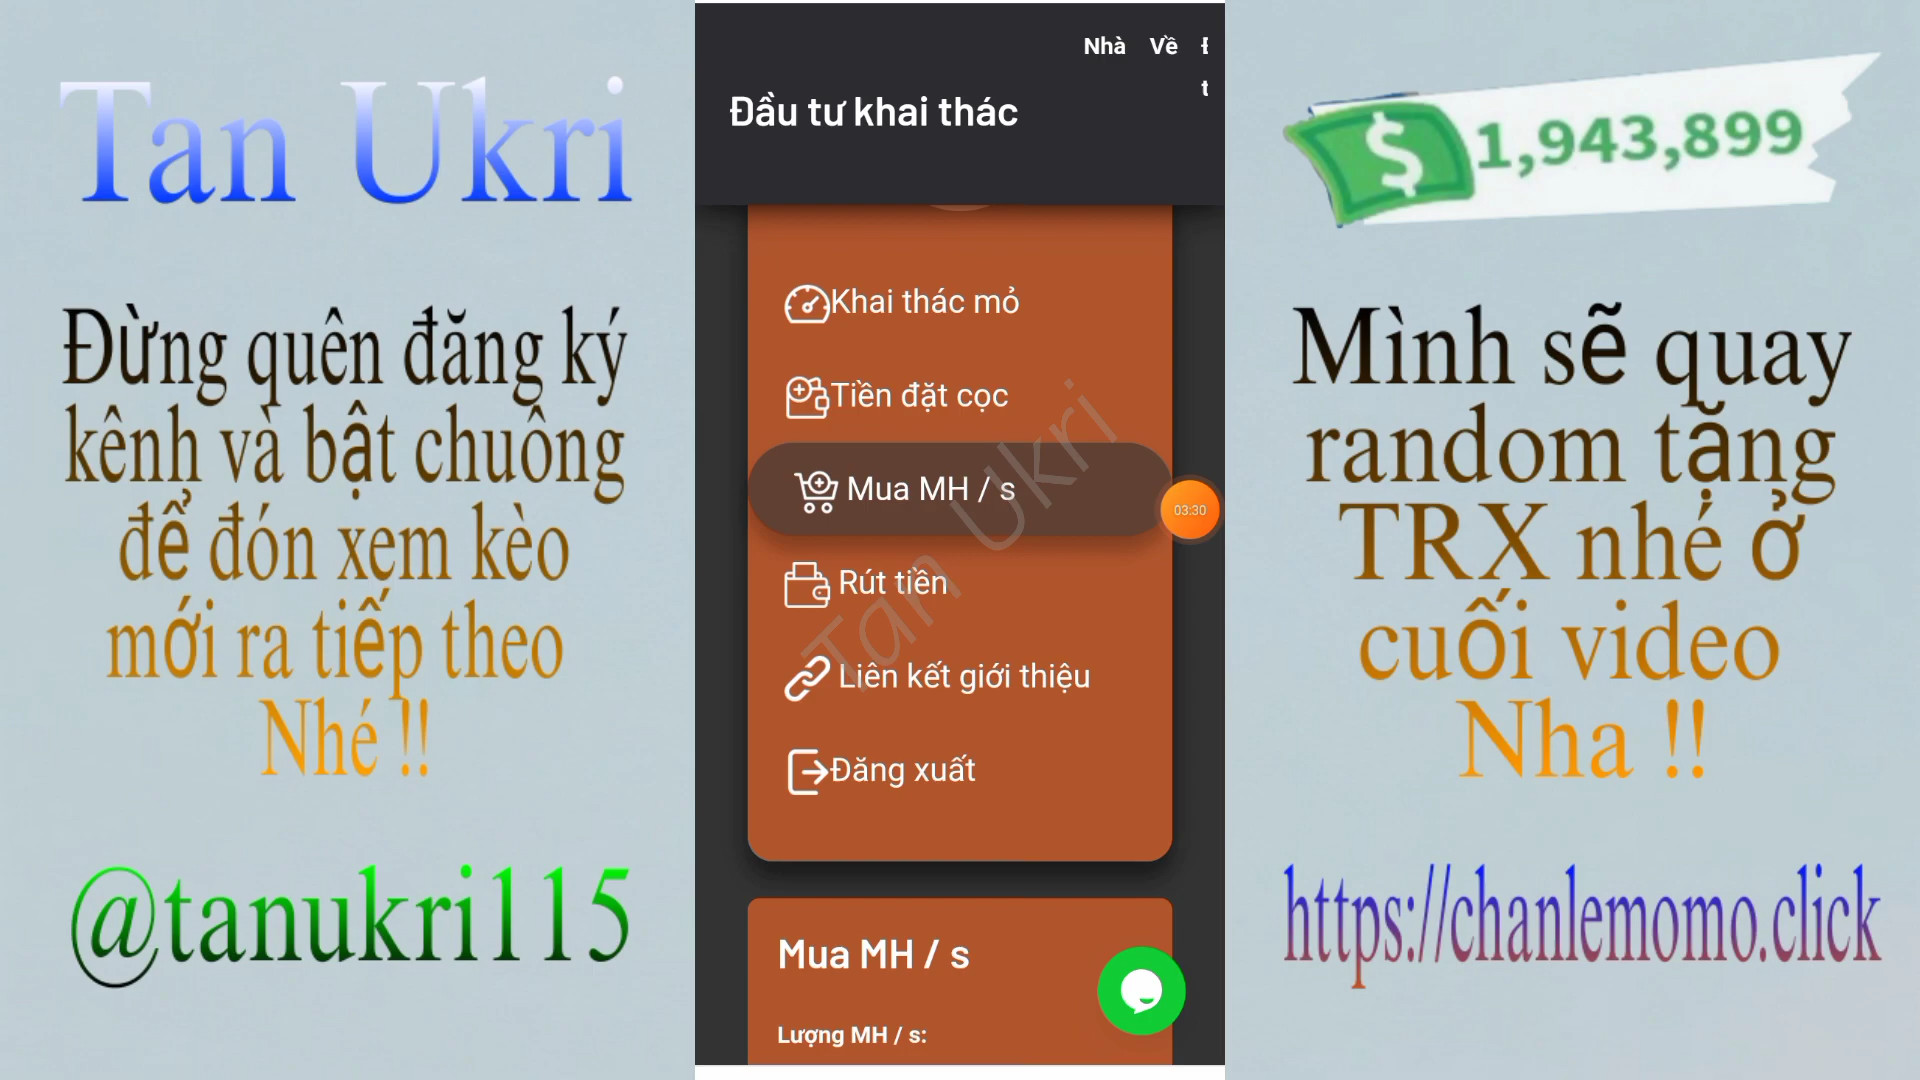 Tan Ukri
Đừng quên đăng ký
kênh và bật chuông
để đón xem kèo
mới ra tiếp theo
Nhé !!
@tanukri115
Nhà Về
Đầu tư khai thác
Khai thác mỏ
Tiền đặt cọc
Mua MH / s
03:30
Rút tiền
Liên kết giới thiệu
Đăng xuất
Tan Ukri
Mua MH / s
Lượng MH / s:
$ 1,943,899
Mình sẽ quay
random tặng
TRX nhé ở
cuối video
Nha !!
https://chanlemomo.click